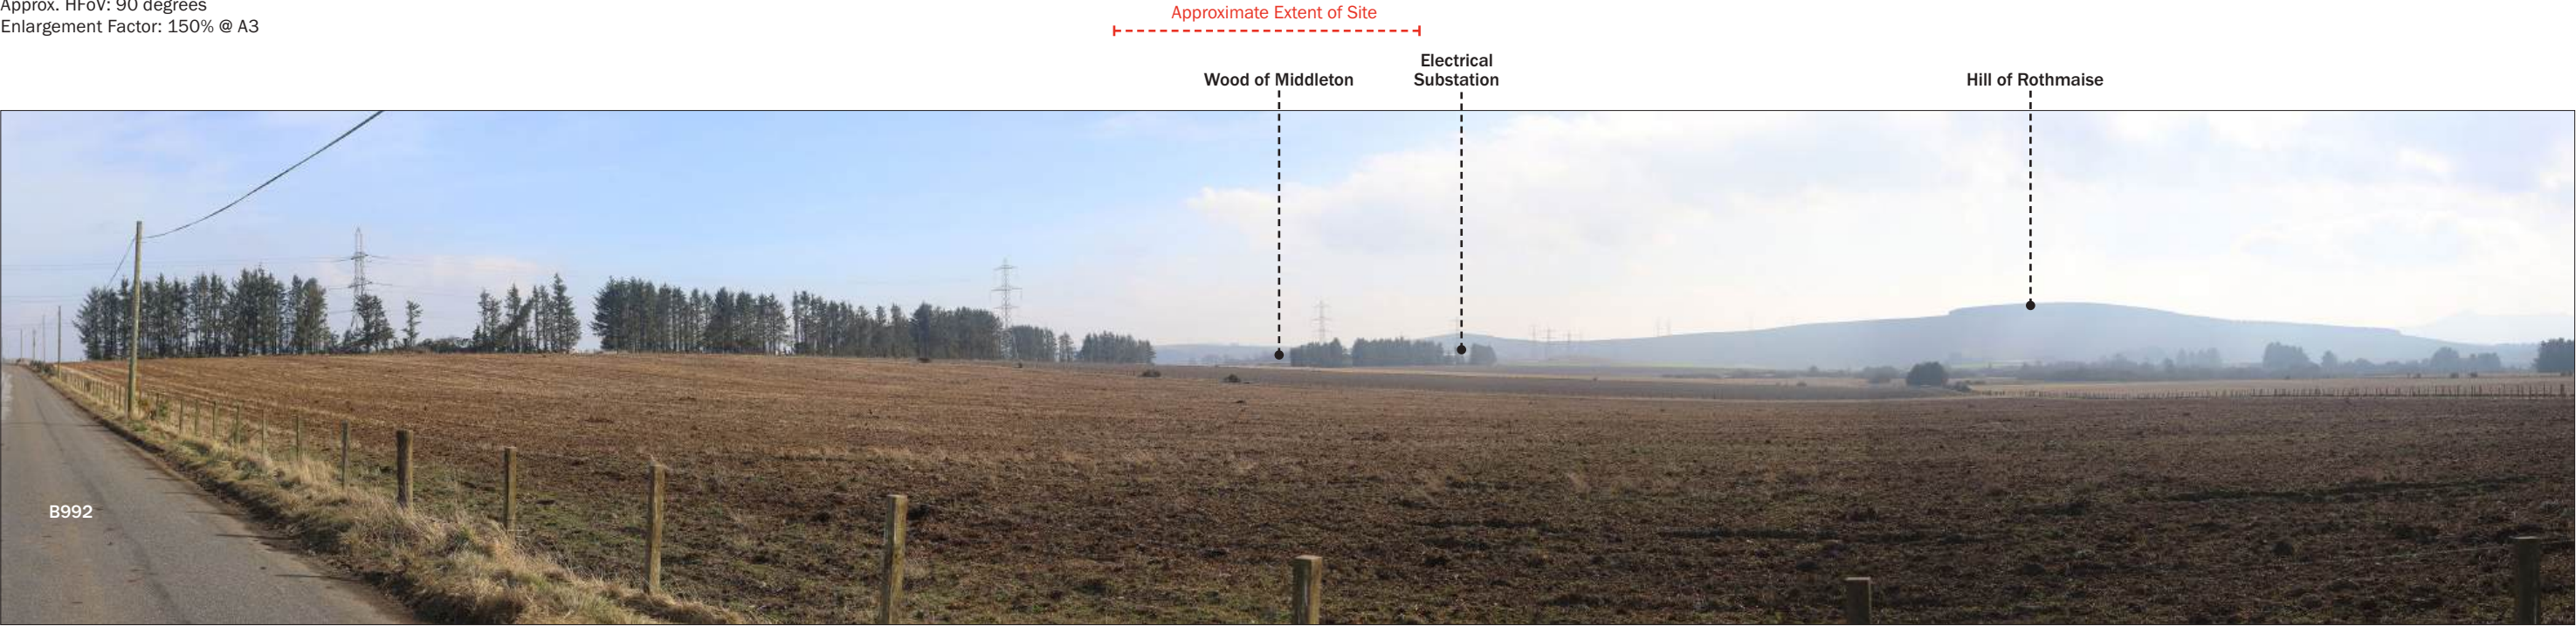 Approx. HFoV: 90 degrees
Enlargement Factor: 150% @ A3
Approximate Extent of Site
Electrical
Substation
Wood of Middleton
Hill of Rothmaise
B992